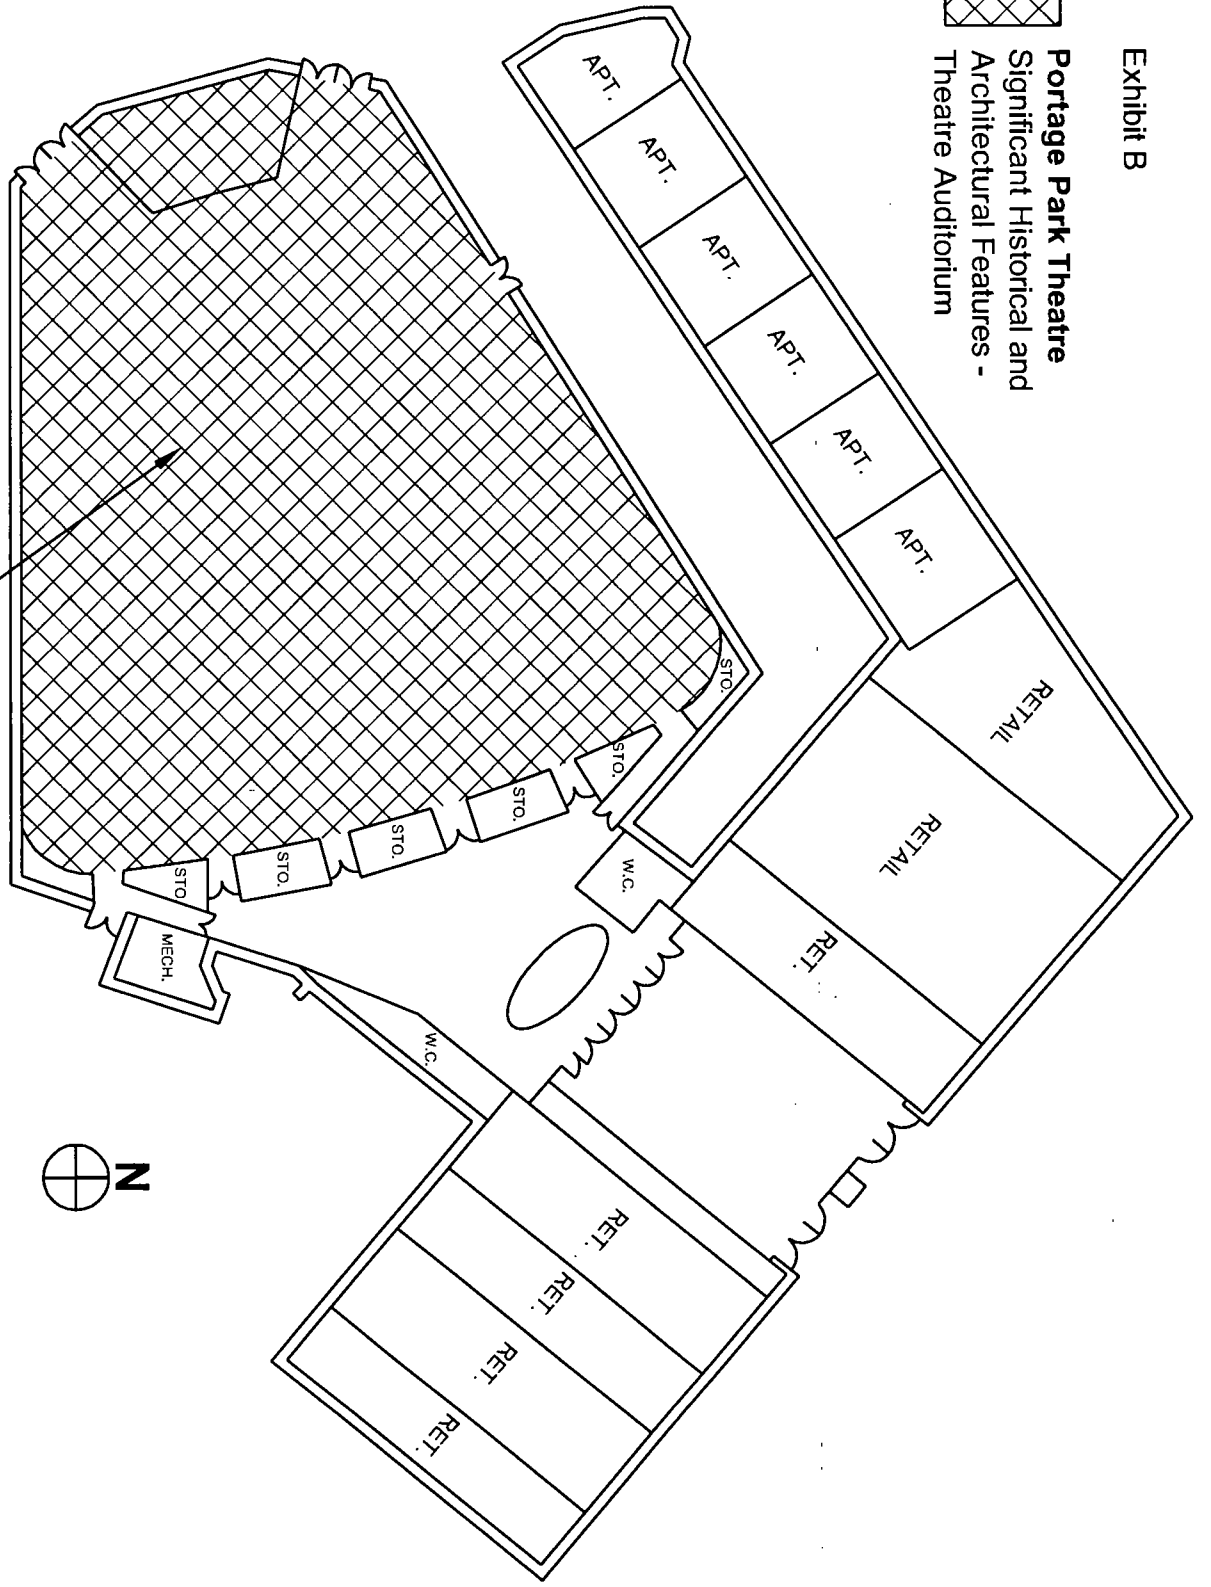 Exhibit B
Portage Park Theatre
Significant Historical and
Architectural Features -
Theatre Auditorium
APT.
APT.
APT.
APT.
APT.
APT.
RETAIL
RETAIL
RET.
STO.
STO.
STO.
STO.
STO.
STO.
W.C.
MECH.
W.C.
RET.
RET.
RET.
RET.
N